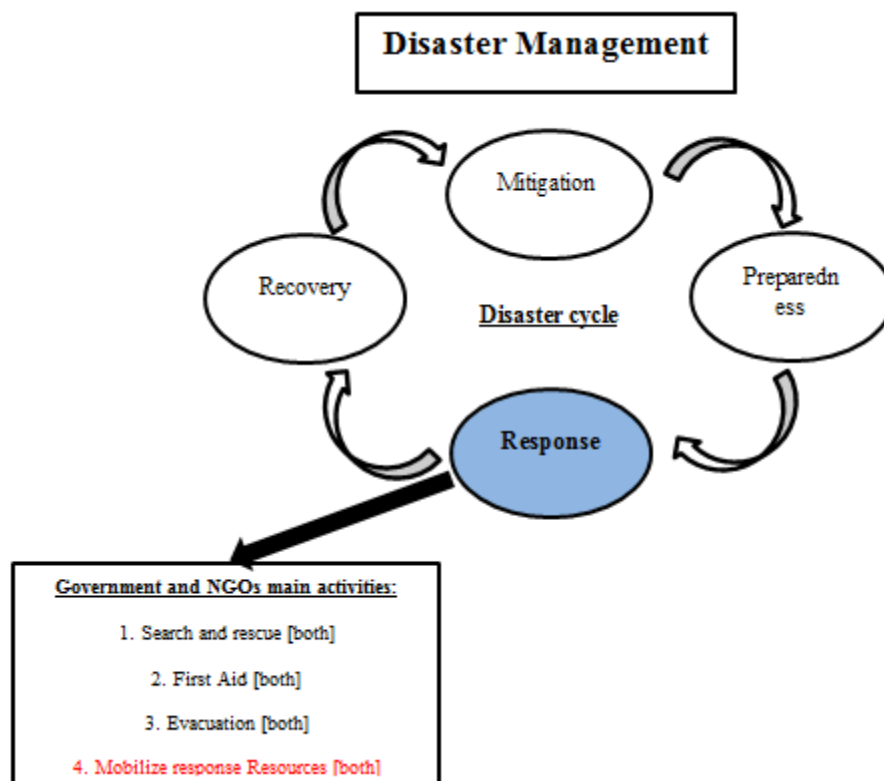 Disaster Management
Mitigation
Recovery
Preparedn
ess
Disaster cycle
Response
Government and NGOs main activities:
1. Search and rescue [both]
2. First Aid [both]
3. Evacuation [both]
4. Mobilize response Resources [both]